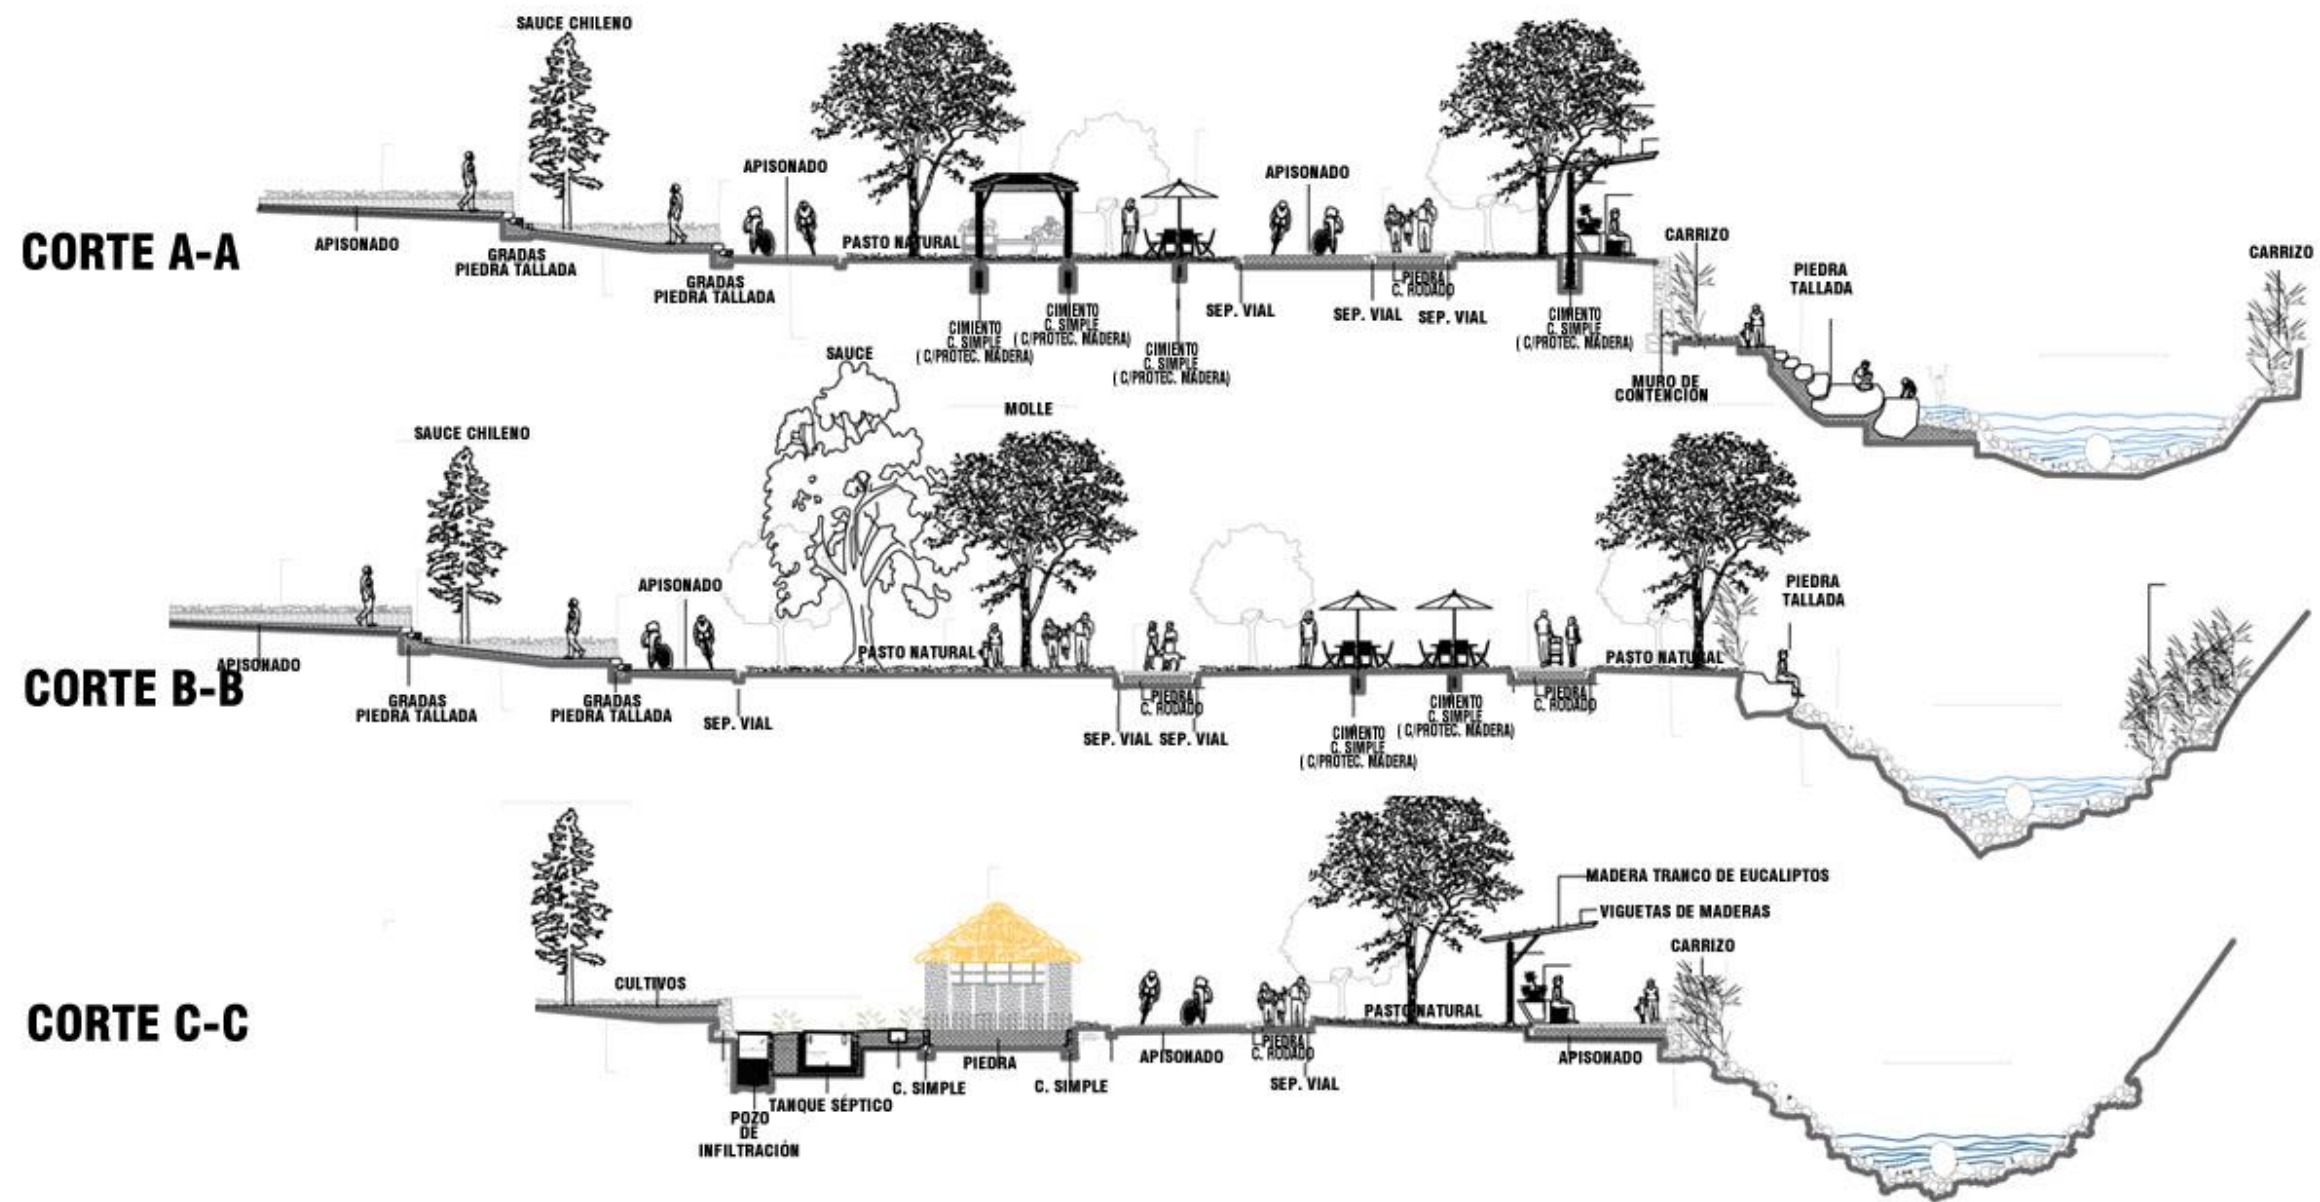 SAUCE CHILENO
APISONADO
APISONADO
CORTE A-A
APISONADO
GRADAS
PIEDRA TALLADA
GRADAS
PIEDRA TALLADA
PASTO NATURAL
CIMIENTO
C. SIMPLE
( C/PROTEC. MADERA)
CIMIENTO
C. SIMPLE
( C/PROTEC. MADERA)
CIMIENTO
C. SIMPLE
( C/PROTEC. MADERA)
SEP. VIAL
SEP. VIAL
PIEDRA
C. RODADO
SEP. VIAL
CIMIENTO
C. SIMPLE
( C/PROTEC. MADERA)
CARRIZO
PIEDRA
TALLADA
MURO DE
CONTENCIÓN
CARRIZO
SAUCE CHILENO
SAUCE
MOLLE
APISONADO
CORTE B-B
APISONADO
GRADAS
PIEDRA TALLADA
GRADAS
PIEDRA TALLADA
SEP. VIAL
PASTO NATURAL
PIEDRA
C. RODADO
SEP. VIAL
SEP. VIAL
CIMIENTO
C. SIMPLE
( C/PROTEC. MADERA)
CIMIENTO
C. SIMPLE
( C/PROTEC. MADERA)
PIEDRA
C. RODADO
PASTO NATURAL
PIEDRA
TALLADA
CORTE C-C
CULTIVOS
POZO
DE
INFILTRACIÓN
TANQUE SÉPTICO
C. SIMPLE
PIEDRA
C. SIMPLE
APISONADO
PIEDRA
C. RODADO
SEP. VIAL
PASTO NATURAL
MADERA TRANCO DE EUCALIPTOS
VIGUETAS DE MADERAS
CARRIZO
APISONADO